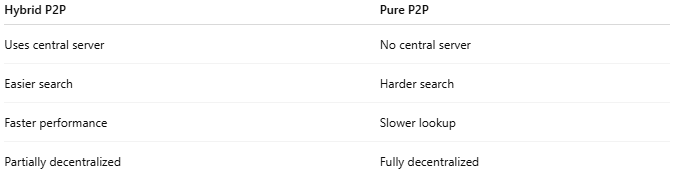 Hybrid P2P Pure P2P
Uses central server No central server
Easier search Harder search
Faster performance Slower lookup
Partially decentralized Fully decentralized